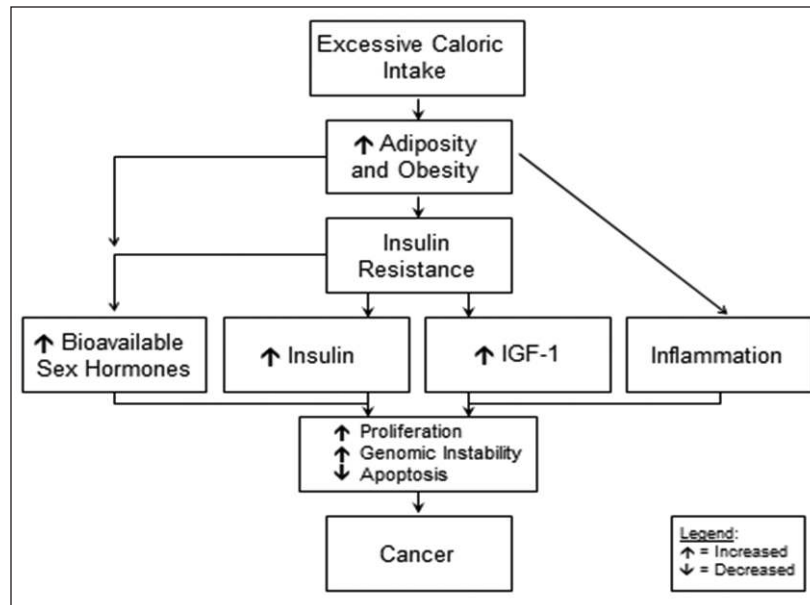 Excessive Caloric
Intake
↑ Adiposity
and Obesity
Insulin
Resistance
↑ Bioavailable
Sex Hormones
↑ Insulin
↑ IGF-1
Inflammation
↑ Proliferation
↑ Genomic Instability
↓ Apoptosis
Cancer
Legend:
↑ = Increased
↓ = Decreased